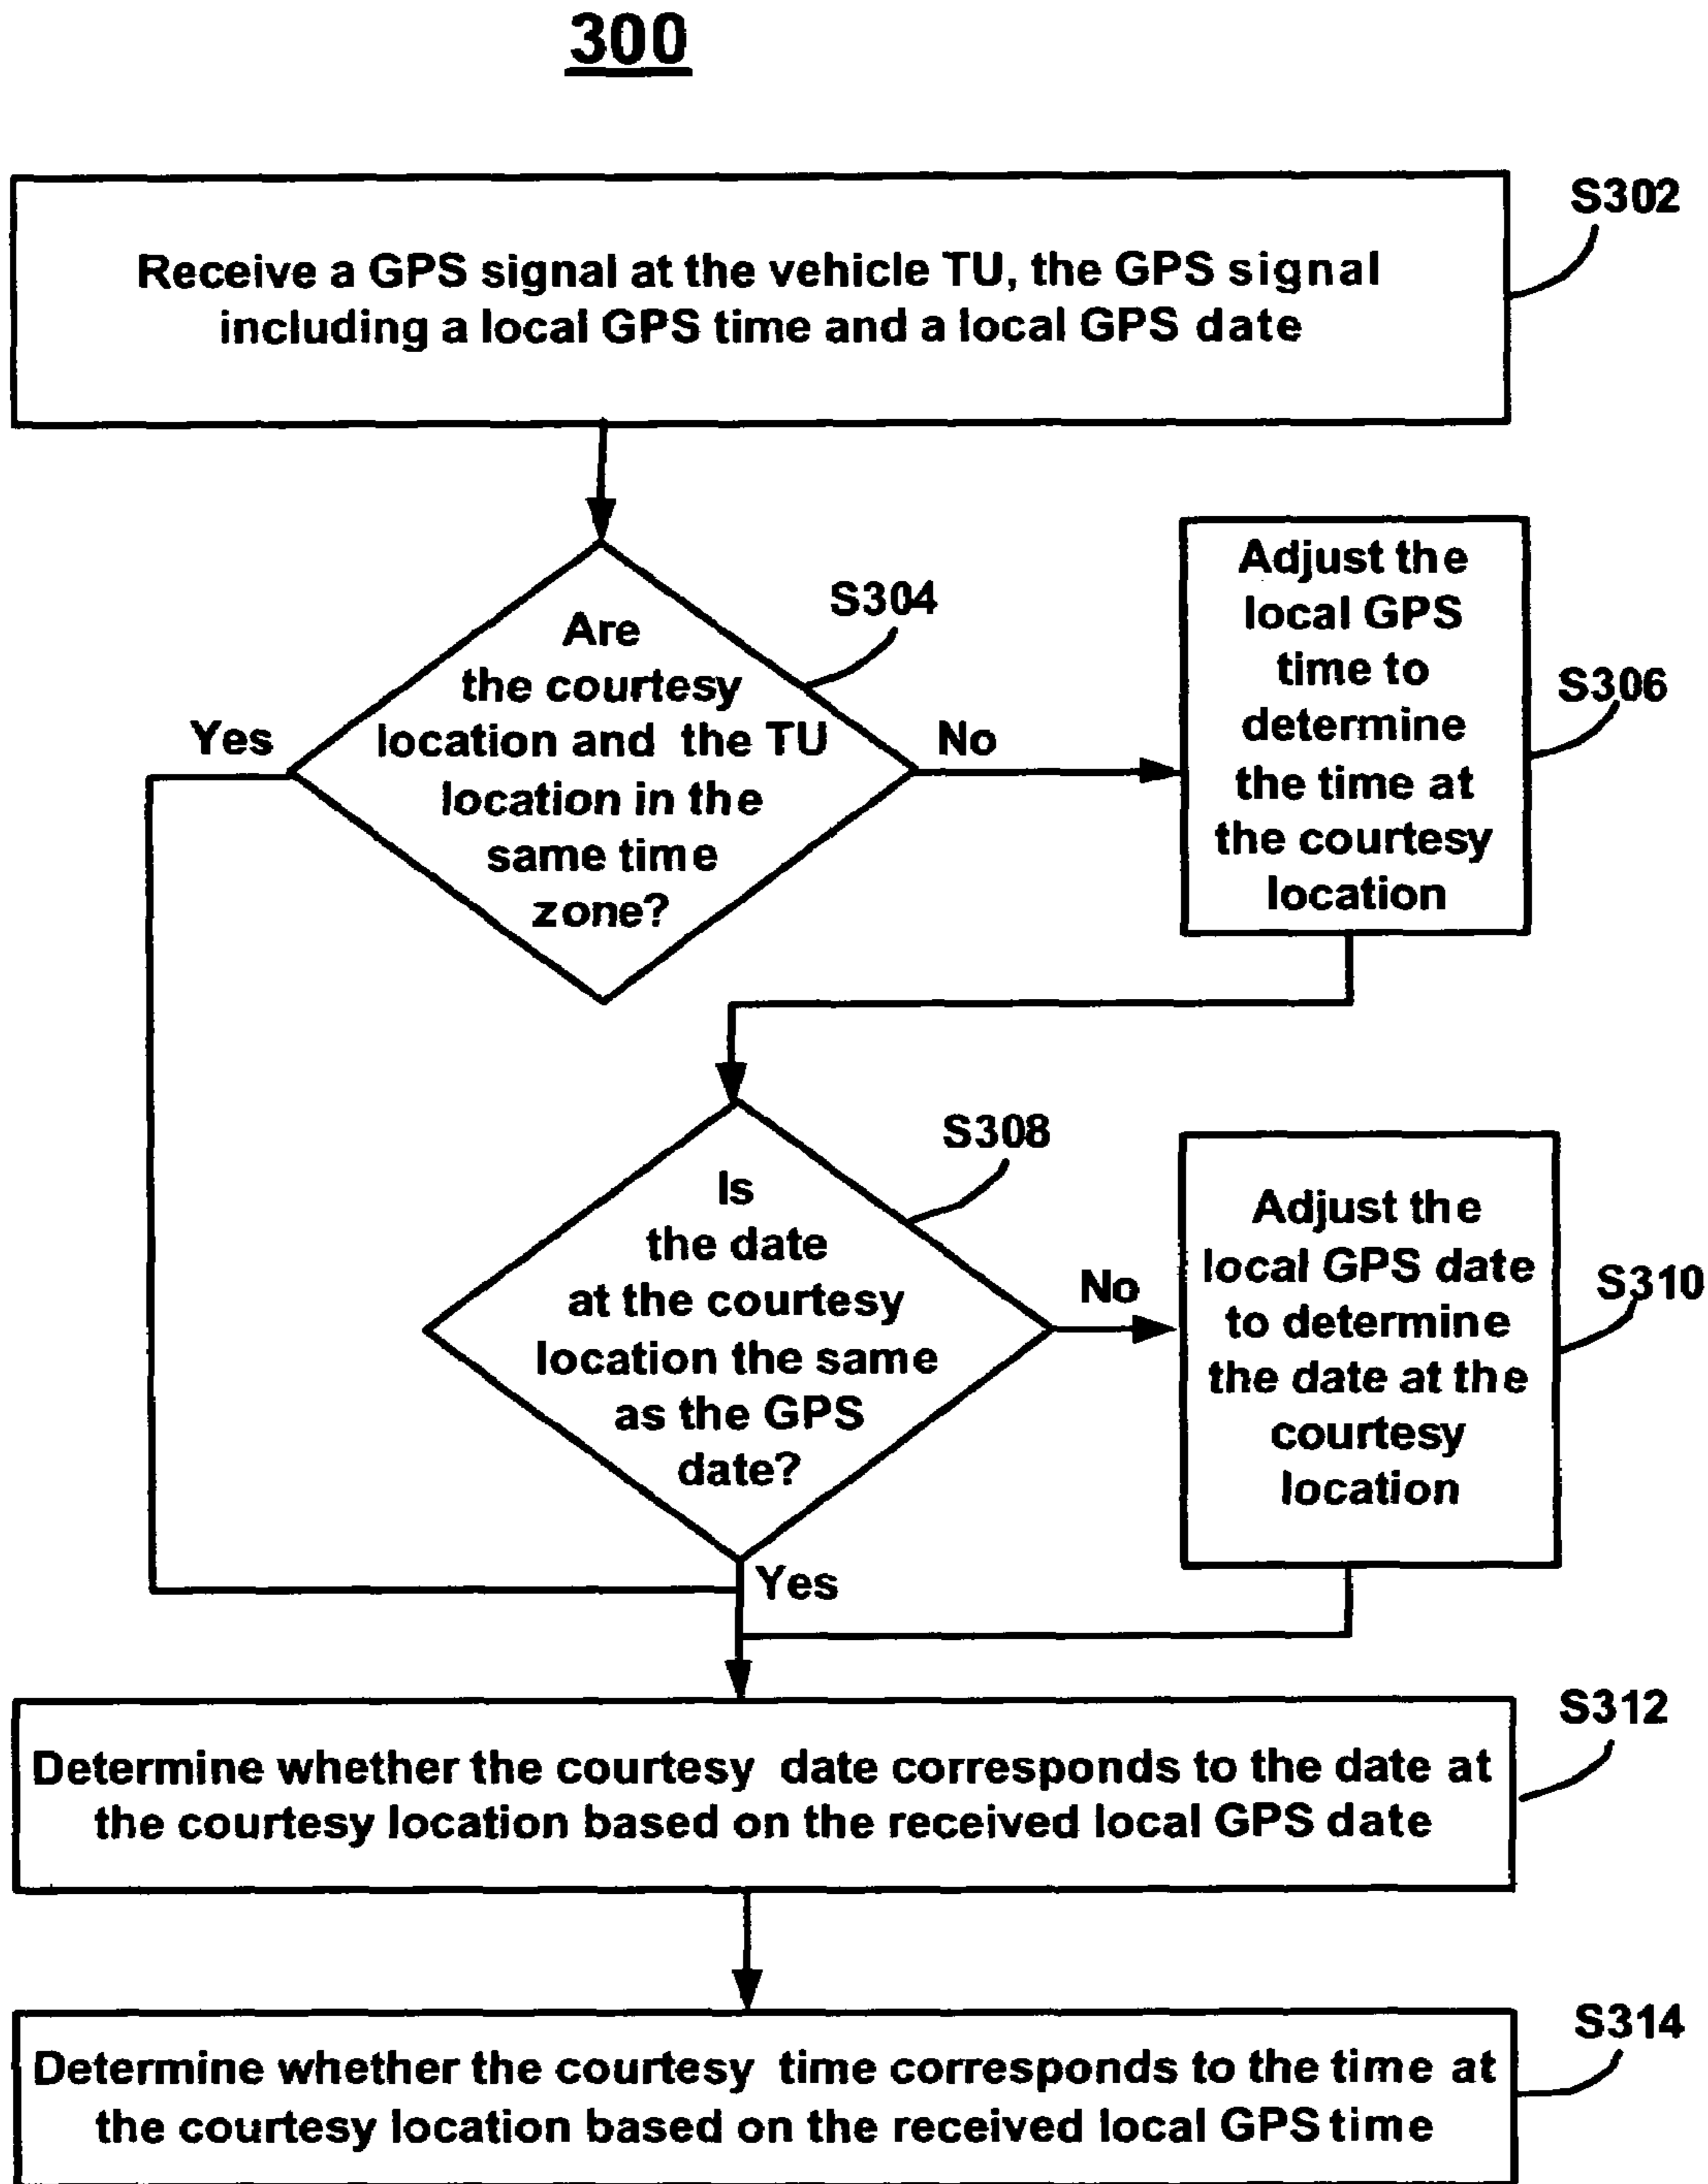 300
S302
Receive a GPS signal at the vehicle TU, the GPS signal
including a local GPS time and a local GPS date
S304
Are
the courtesy
location and the TU
location in the
same time
zone?
Yes
No
S306
Adjust the
local GPS
time to
determine
the time at
the courtesy
location
S308
Is
the date
at the courtesy
location the same
as the GPS
date?
No
Yes
S310
Adjust the
local GPS date
to determine
the date at the
courtesy
location
S312
Determine whether the courtesy date corresponds to the date at
the courtesy location based on the received local GPS date
S314
Determine whether the courtesy time corresponds to the time at
the courtesy location based on the received local GPS time